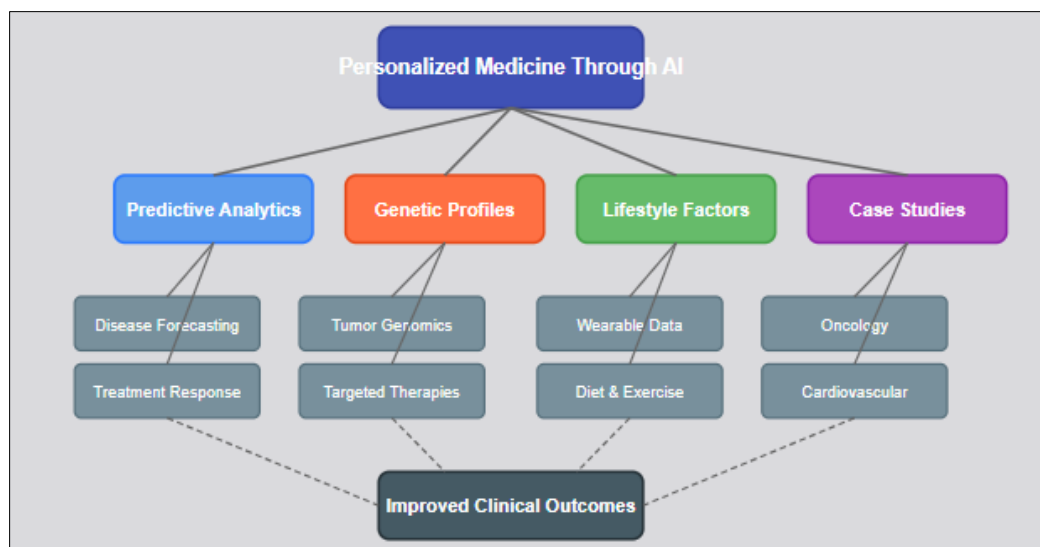 Personalized Medicine Through AI
Predictive Analytics
Genetic Profiles
Lifestyle Factors
Case Studies
Disease Forecasting
Tumor Genomics
Wearable Data
Oncology
Treatment Response
Targeted Therapies
Diet & Exercise
Cardiovascular
Improved Clinical Outcomes